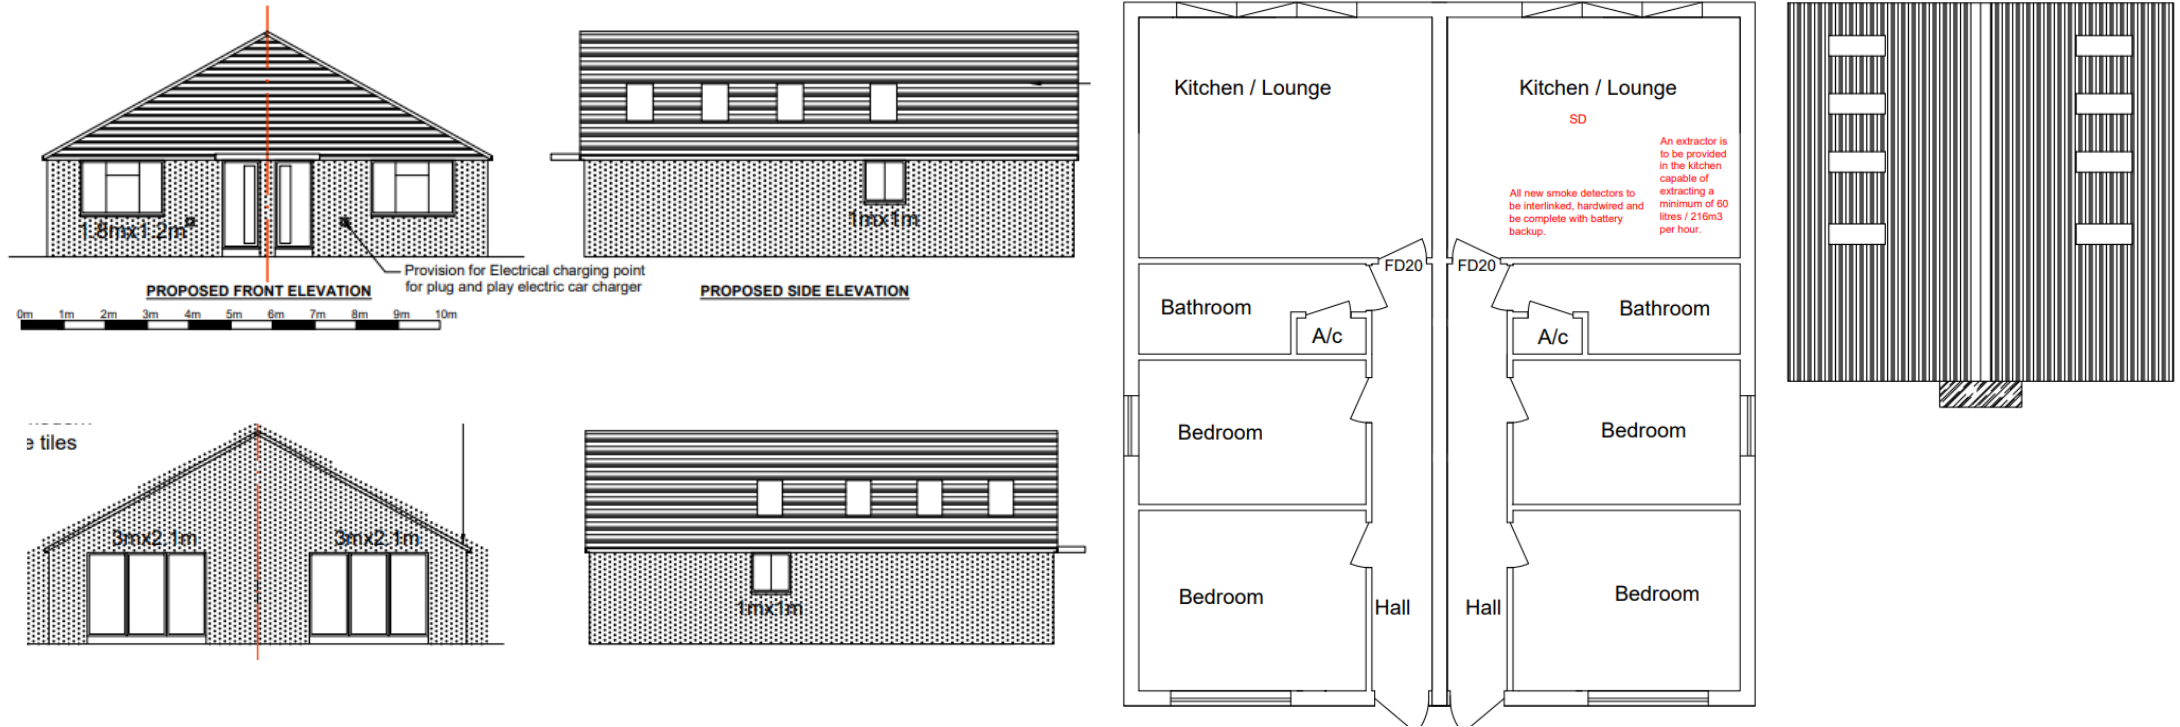 1.8mx1.2m
Provision for Electrical charging point
for plug and play electric car charger
PROPOSED FRONT ELEVATION
0m 1m 2m 3m 4m 5m 6m 7m 8m 9m 10m
1mx1m
PROPOSED SIDE ELEVATION
e tiles
3mx2.1m
3mx2.1m
1mx1m
Kitchen / Lounge
Kitchen / Lounge
SD
An extractor is
to be provided
in the kitchen
capable of
extracting a
minimum of 60
litres / 216m3
per hour.
All new smoke detectors to
be interlinked, hardwired and
be complete with battery
backup.
FD20
FD20
Bathroom
Bathroom
A/c
A/c
Bedroom
Bedroom
Bedroom
Bedroom
Hall
Hall